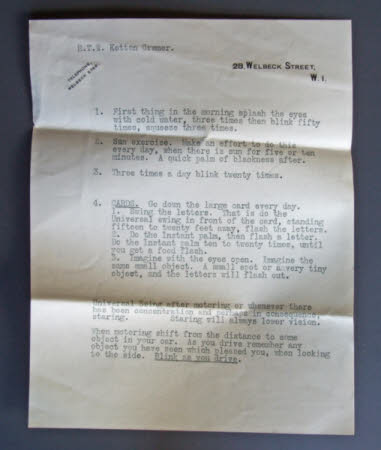 R.T.W. Ketton Cremer.
28, WELBECK STREET,
W. 1.
TELEPHONE,
WELBECK
1. First thing in the morning splash the eyes
with cold water, three times then blink fifty
times, squeeze three times.
2. Sun exercise. Make an effort to do this
every day, when there is sun for five or ten
minutes. A quick palm of blackness after.
3. Three times a day blink twenty times.
4. CARDS. Go down the large card every day.
1. Swing the letters. That is do the
Universal swing in front of the card, standing
fifteen to twenty feet away, flash the letters.
2. Do the Instant palm, then flash a letter.
Do the Instant palm ten to twenty times, until
you get a good flash.
3. Imagine with the eyes open. Imagine the
same small object. A small spot or a very tiny
object, and the letters will flash out.
Universal Swing after motoring or whenever there
has been concentration and perhaps in consequence,
staring. Staring will always lower vision.
When motoring shift from the distance to some
object in your car. As you drive remember any
object you have seen which pleased you, when looking
to the side. Blink as you drive.